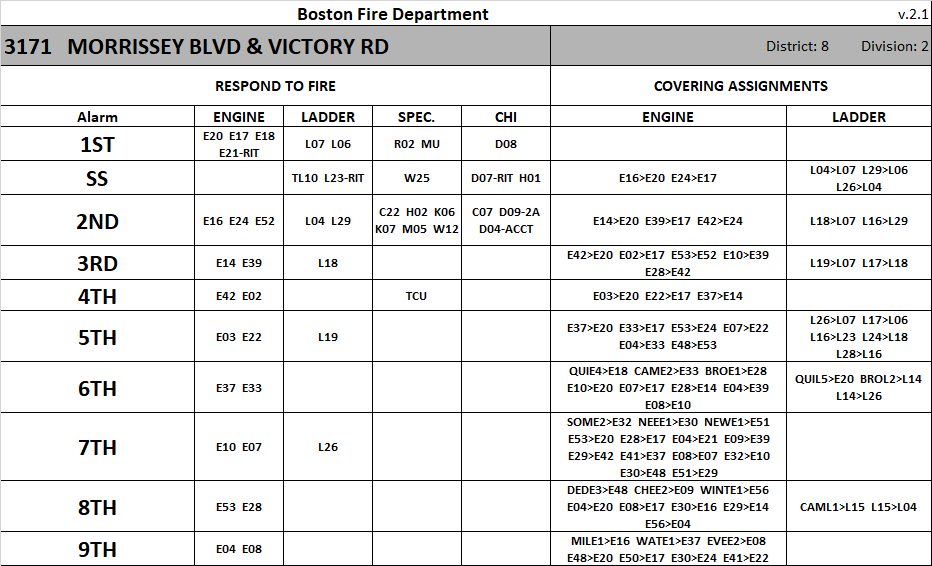 Boston Fire Department v.2.1
3171 MORRISSEY BLVD & VICTORY RD District: 8 Division: 2
RESPOND TO FIRE COVERING ASSIGNMENTS
Alarm ENGINE LADDER SPEC. CHI ENGINE LADDER
1ST
E20 E17 E18
E21-RIT
L07 L06
R02 MU
D08
SS
TL10 L23-RIT
W25
D07-RIT H01
E16>E20 E24>E17
L04>L07 L29>L06
L26>L04
2ND
E16 E24 E52
L04 L29
C22 H02 K06
K07 M05 W12
C07 D09-2A
D04-ACCT
E14>E20 E39>E17 E42>E24
L18>L07 L16>L29
3RD
E14 E39
L18
E42>E20 E02>E17 E53>E52 E10>E39
E28>E42
L19>L07 L17>L18
4TH
E42 E02
TCU
E03>E20 E22>E17 E37>E14
5TH
E03 E22
L19
E37>E20 E33>E17 E53>E24 E07>E22
E04>E33 E48>E53
L26>L07 L17>L06
L16>L23 L24>L18
L28>L16
6TH
E37 E33
QUIE4>E18 CAME2>E33 BROE1>E28
E10>E20 E07>E17 E28>E14 E04>E39
E08>E10
QUIL5>E20 BROL2>L14
L14>L26
7TH
E10 E07
L26
SOME2>E32 NEEE1>E30 NEWE1>E51
E53>E20 E28>E17 E04>E21 E09>E39
E29>E42 E41>E37 E08>E07 E32>E10
E30>E48 E51>E29
8TH
E53 E28
DEDE3>E48 CHEE2>E09 WINTE1>E56
E04>E20 E08>E17 E30>E16 E29>E14
E56>E04
CAML1>L15 L15>L04
9TH
E04 E08
MILE1>E16 WATE1>E37 EVEE2>E08
E48>E20 E50>E17 E30>E24 E41>E22